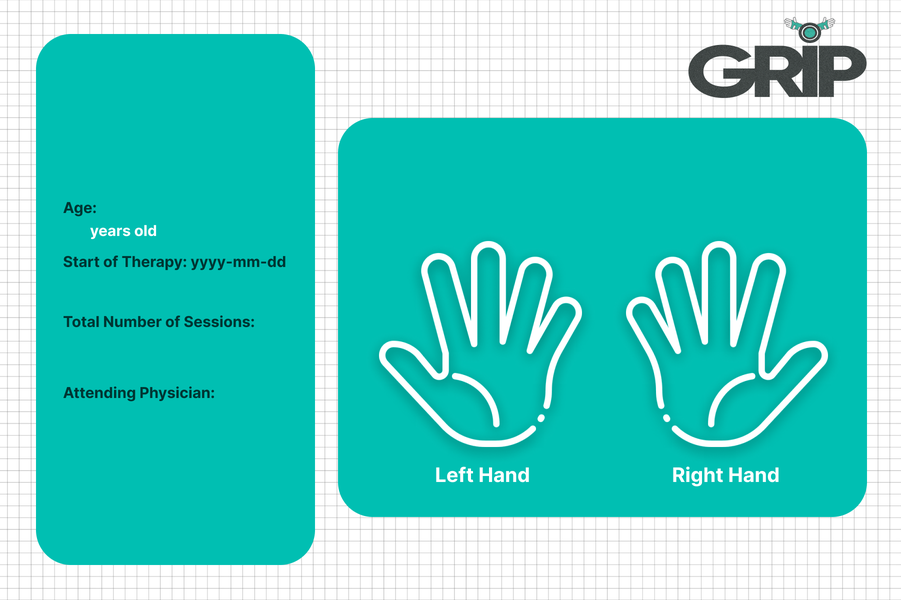 GRIP
Age:
years old
Start of Therapy: yyyy-mm-dd
Total Number of Sessions:
Attending Physician:
Left Hand
Right Hand